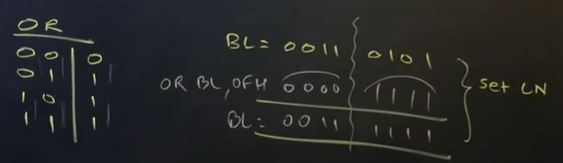 OR
0 0 | 0
0 1 | 1
1 0 | 1
1 1 | 1
BL = 0011 0101
OR BL, 0FH 0000 1111
BL = 0011 1111
set LN